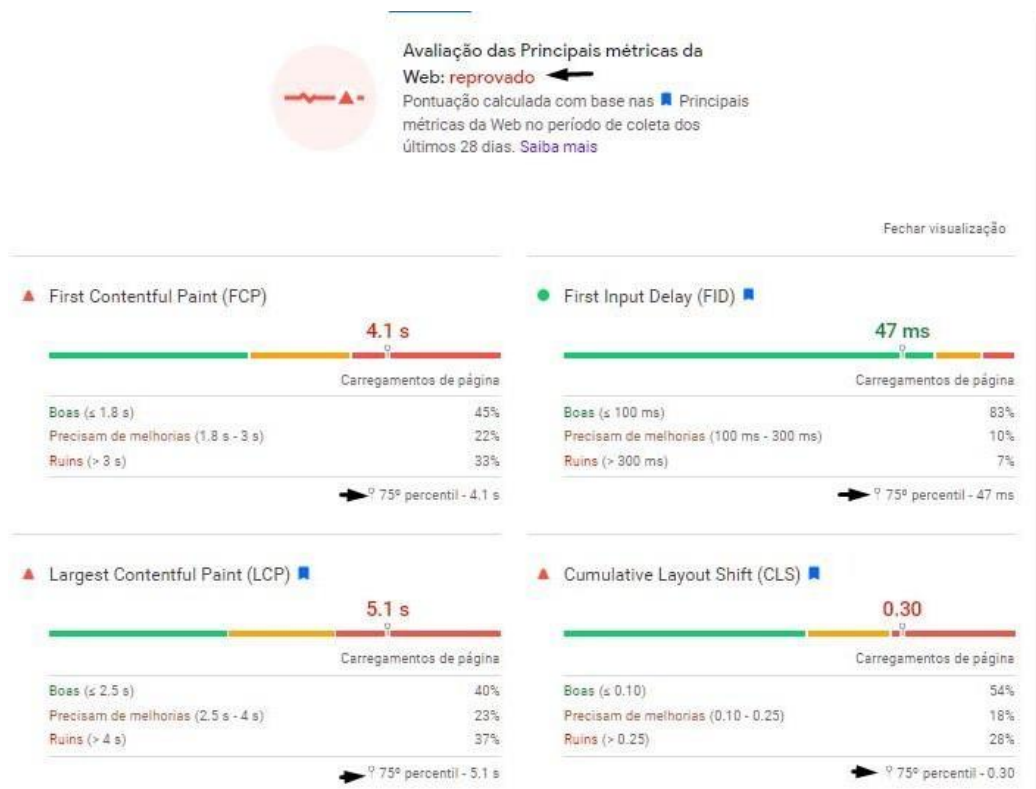 Avaliação das Principais métricas da
Web: reprovado
Pontuação calculada com base nas Principais
métricas da Web no período de coleta dos
últimos 28 dias. Saiba mais
Fechar visualização
First Contentful Paint (FCP)
4.1 s
Carregamentos de página
Boas (≤ 1.8 s) 45%
Precisam de melhorias (1.8 s - 3 s) 22%
Ruins (> 3 s) 33%
75º percentil - 4.1 s
First Input Delay (FID)
47 ms
Carregamentos de página
Boas (≤ 100 ms) 83%
Precisam de melhorias (100 ms - 300 ms) 10%
Ruins (> 300 ms) 7%
75º percentil - 47 ms
Largest Contentful Paint (LCP)
5.1 s
Carregamentos de página
Boas (≤ 2.5 s) 40%
Precisam de melhorias (2.5 s - 4 s) 23%
Ruins (> 4 s) 37%
75º percentil - 5.1 s
Cumulative Layout Shift (CLS)
0.30
Carregamentos de página
Boas (≤ 0.10) 54%
Precisam de melhorias (0.10 - 0.25) 18%
Ruins (> 0.25) 28%
75º percentil - 0.30